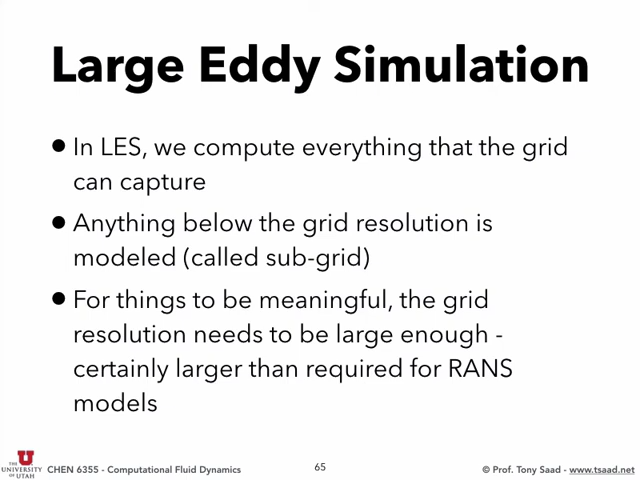 Large Eddy Simulation
• In LES, we compute everything that the grid
can capture
• Anything below the grid resolution is
modeled (called sub-grid)
• For things to be meaningful, the grid
resolution needs to be large enough -
certainly larger than required for RANS
models
THE
UNIVERSITY
OF UTAH
CHEN 6355 - Computational Fluid Dynamics
65
© Prof. Tony Saad - www.tsaad.net